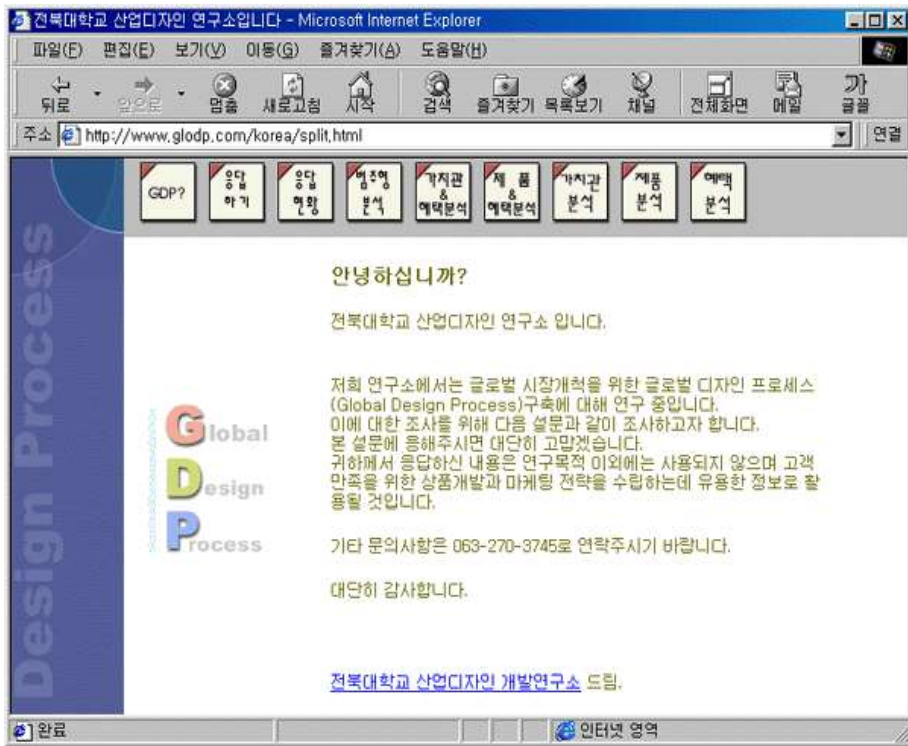 전북대학교 산업디자인 연구소입니다 - Microsoft Internet Explorer
파일(F) 편집(E) 보기(V) 이동(G) 즐겨찾기(A) 도움말(H)
뒤로 앞으로 멈춤 새로고침 시작 검색 즐겨찾기 목록보기 채널 전체화면 메일 글꼴
가
주소 http://www.glodp.com/korea/split.html 연결
GDP? 응답하기 응답현황 범주형분석 가치관&혜택분석 제품&혜택분석 가치관분석 제품분석 혜택분석
Design Process
안녕하십니까?
전북대학교 산업디자인 연구소 입니다.
저희 연구소에서는 글로벌 시장개척을 위한 글로벌 디자인 프로세스
(Global Design Process)구축에 대해 연구 중입니다.
이에 대한 조사를 위해 다음 설문과 같이 조사하고자 합니다.
본 설문에 응해주시면 대단히 고맙겠습니다.
귀하께서 응답하신 내용은 연구목적 이외에는 사용되지 않으며 고객
만족을 위한 상품개발과 마케팅 전략을 수립하는데 유용한 정보로 활
용될 것입니다.
Global
Design
Process
기타 문의사항은 063-270-3745로 연락주시기 바랍니다.
대단히 감사합니다.
전북대학교 산업디자인 개발연구소 드림.
완료 인터넷 영역